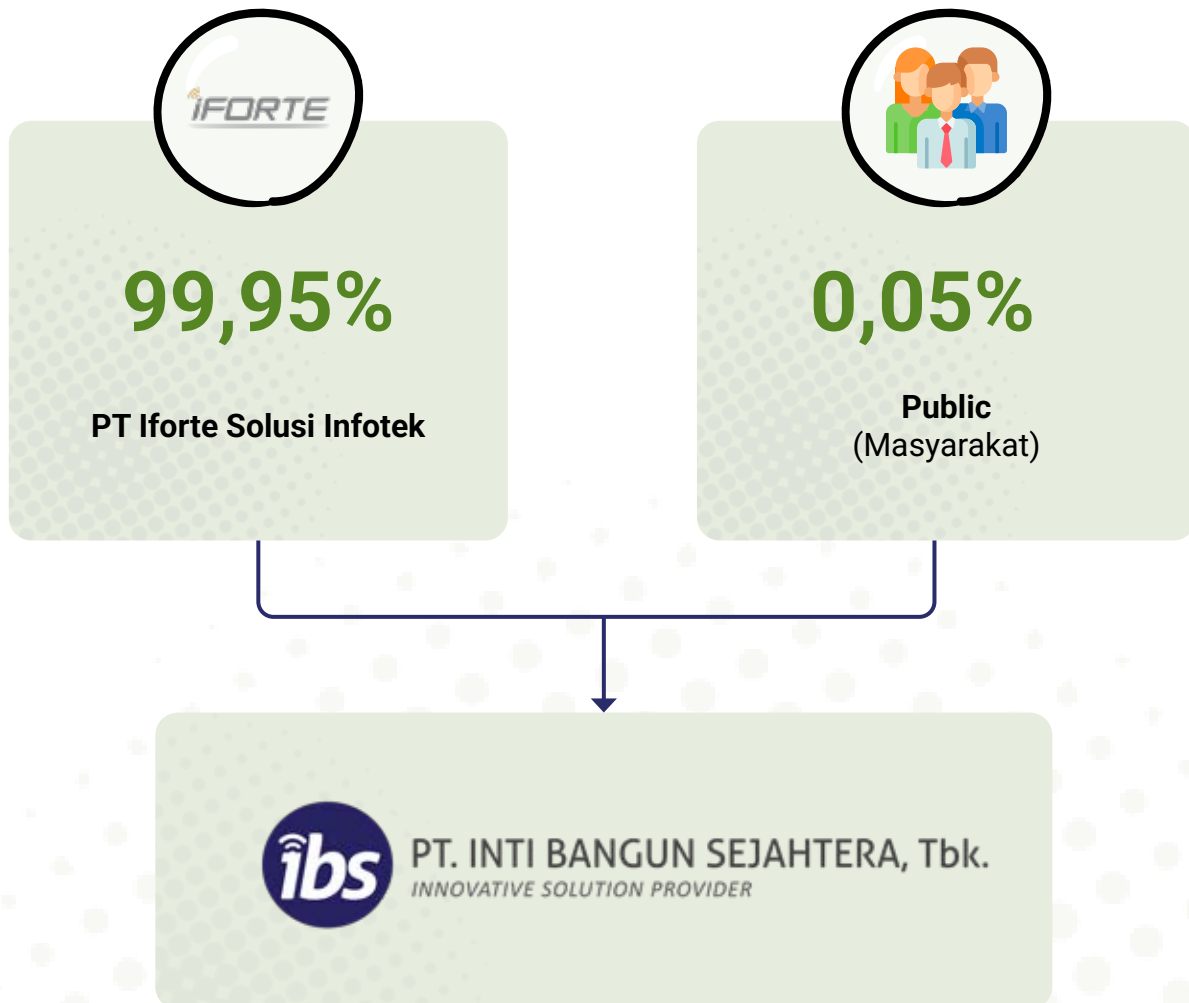 iFORTE
99,95%
PT Iforte Solusi Infotek
0,05%
Public
(Masyarakat)
ibs
PT. INTI BANGUN SEJAHTERA, Tbk.
INNOVATIVE SOLUTION PROVIDER